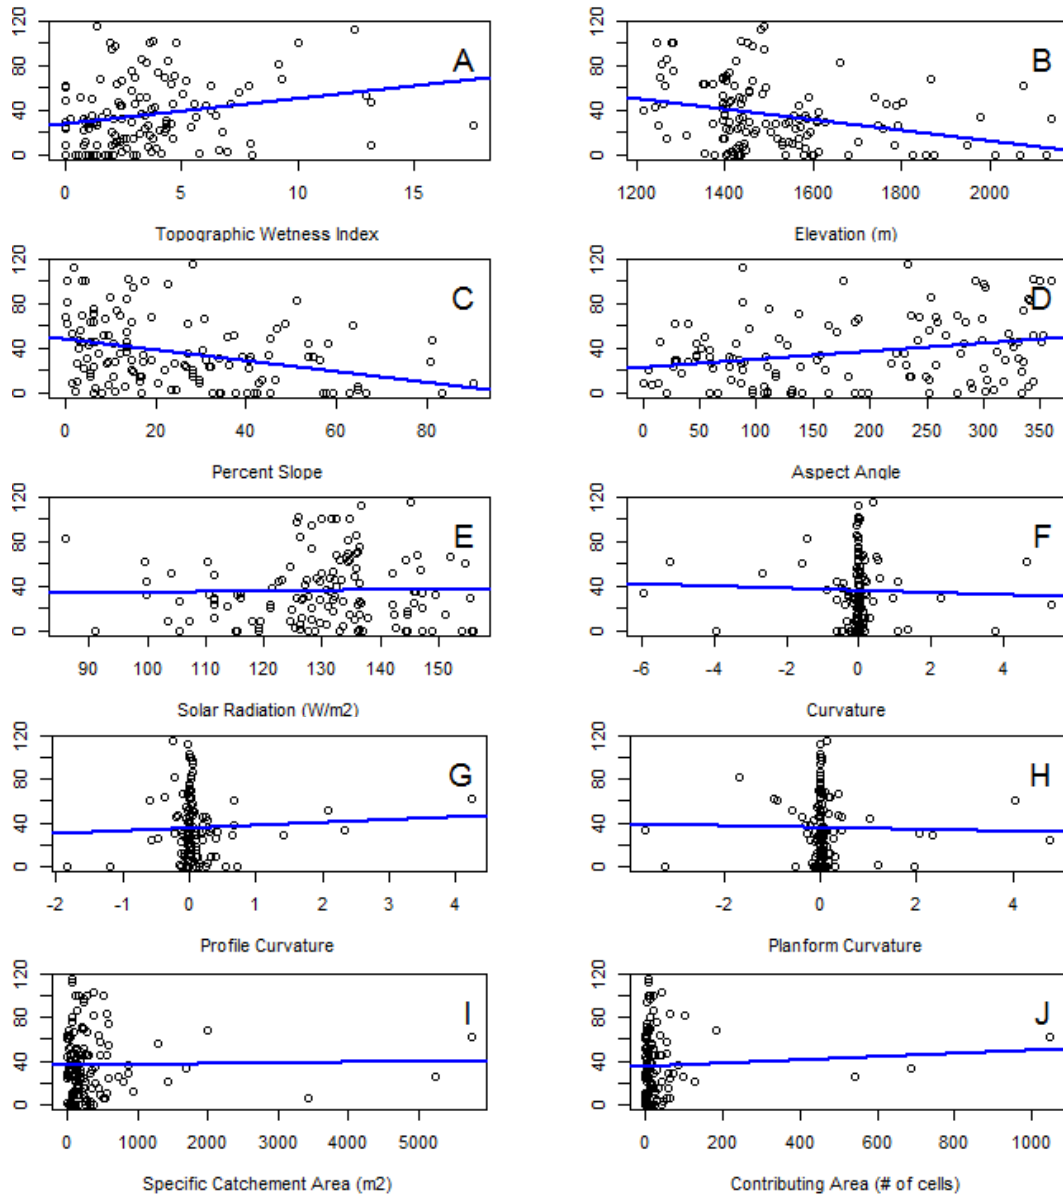 0 40 80 120
A
0 5 10 15
Topographic Wetness Index
0 40 80 120
B
1200 1400 1600 1800 2000
Elevation (m)
0 40 80 120
C
0 20 40 60 80
Percent Slope
0 40 80 120
D
0 50 100 150 200 250 300 350
Aspect Angle
0 40 80 120
E
90 100 110 120 130 140 150
Solar Radiation (W/m2)
0 40 80 120
F
-6 -4 -2 0 2 4
Curvature
0 40 80 120
G
-2 -1 0 1 2 3 4
Profile Curvature
0 40 80 120
H
-2 0 2 4
Planform Curvature
0 40 80 120
I
0 1000 2000 3000 4000 5000
Specific Catchement Area (m2)
0 40 80 120
J
0 200 400 600 800 1000
Contributing Area (# of cells)